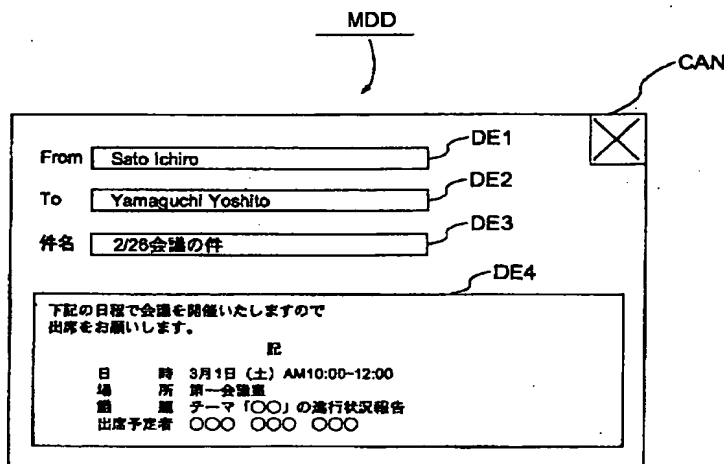 MDD
CAN
From Sato Ichiro DE1
To Yamaguchi Yoshito DE2
件名 2/26会議の件 DE3
DE4
下記の日程で会議を開催いたしますので
出席をお願いします。
記
日 時 3月1日(土)AM10:00-12:00
場 所 第一会議室
議 題 テーマ「〇〇」の進行状況報告
出席予定者 〇〇〇 〇〇〇 〇〇〇